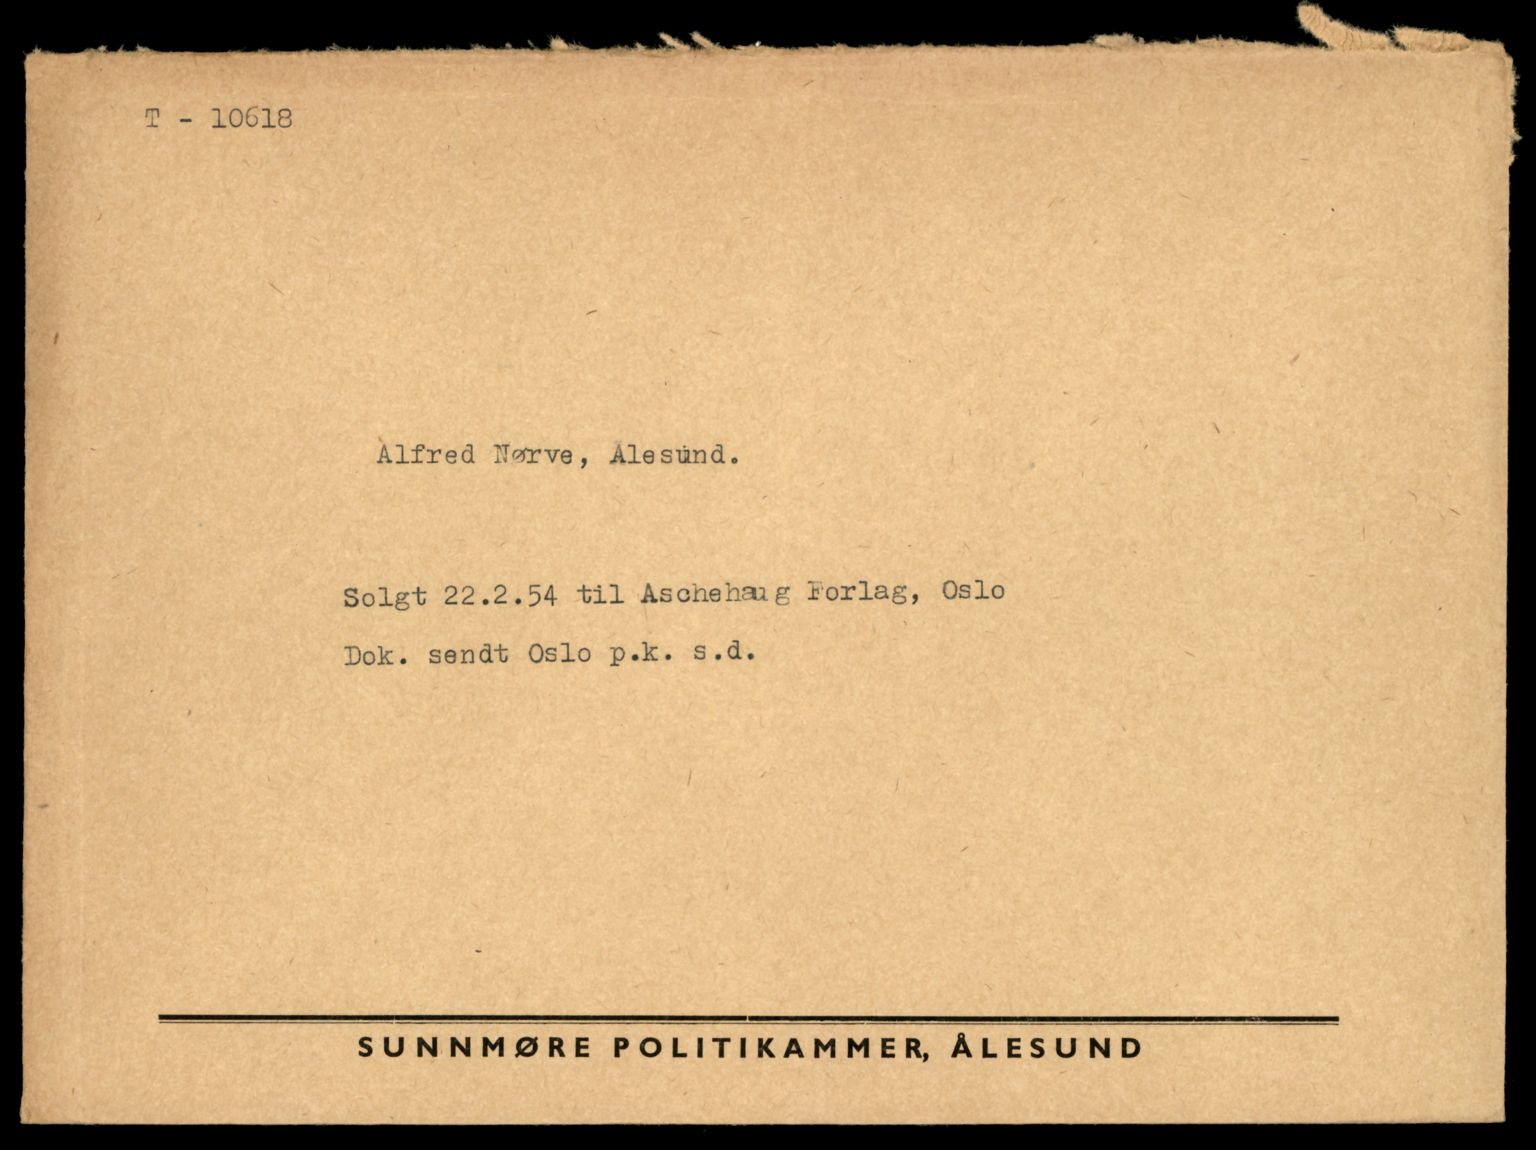 T - 10618
Alfred Nørve, Ålesund.
Solgt 22.2.54 til Aschehaug Forlag, Oslo
Dok. sendt Oslo p.k. s.d.
SUNNMØRE POLITIKAMMER, ÅLESUND